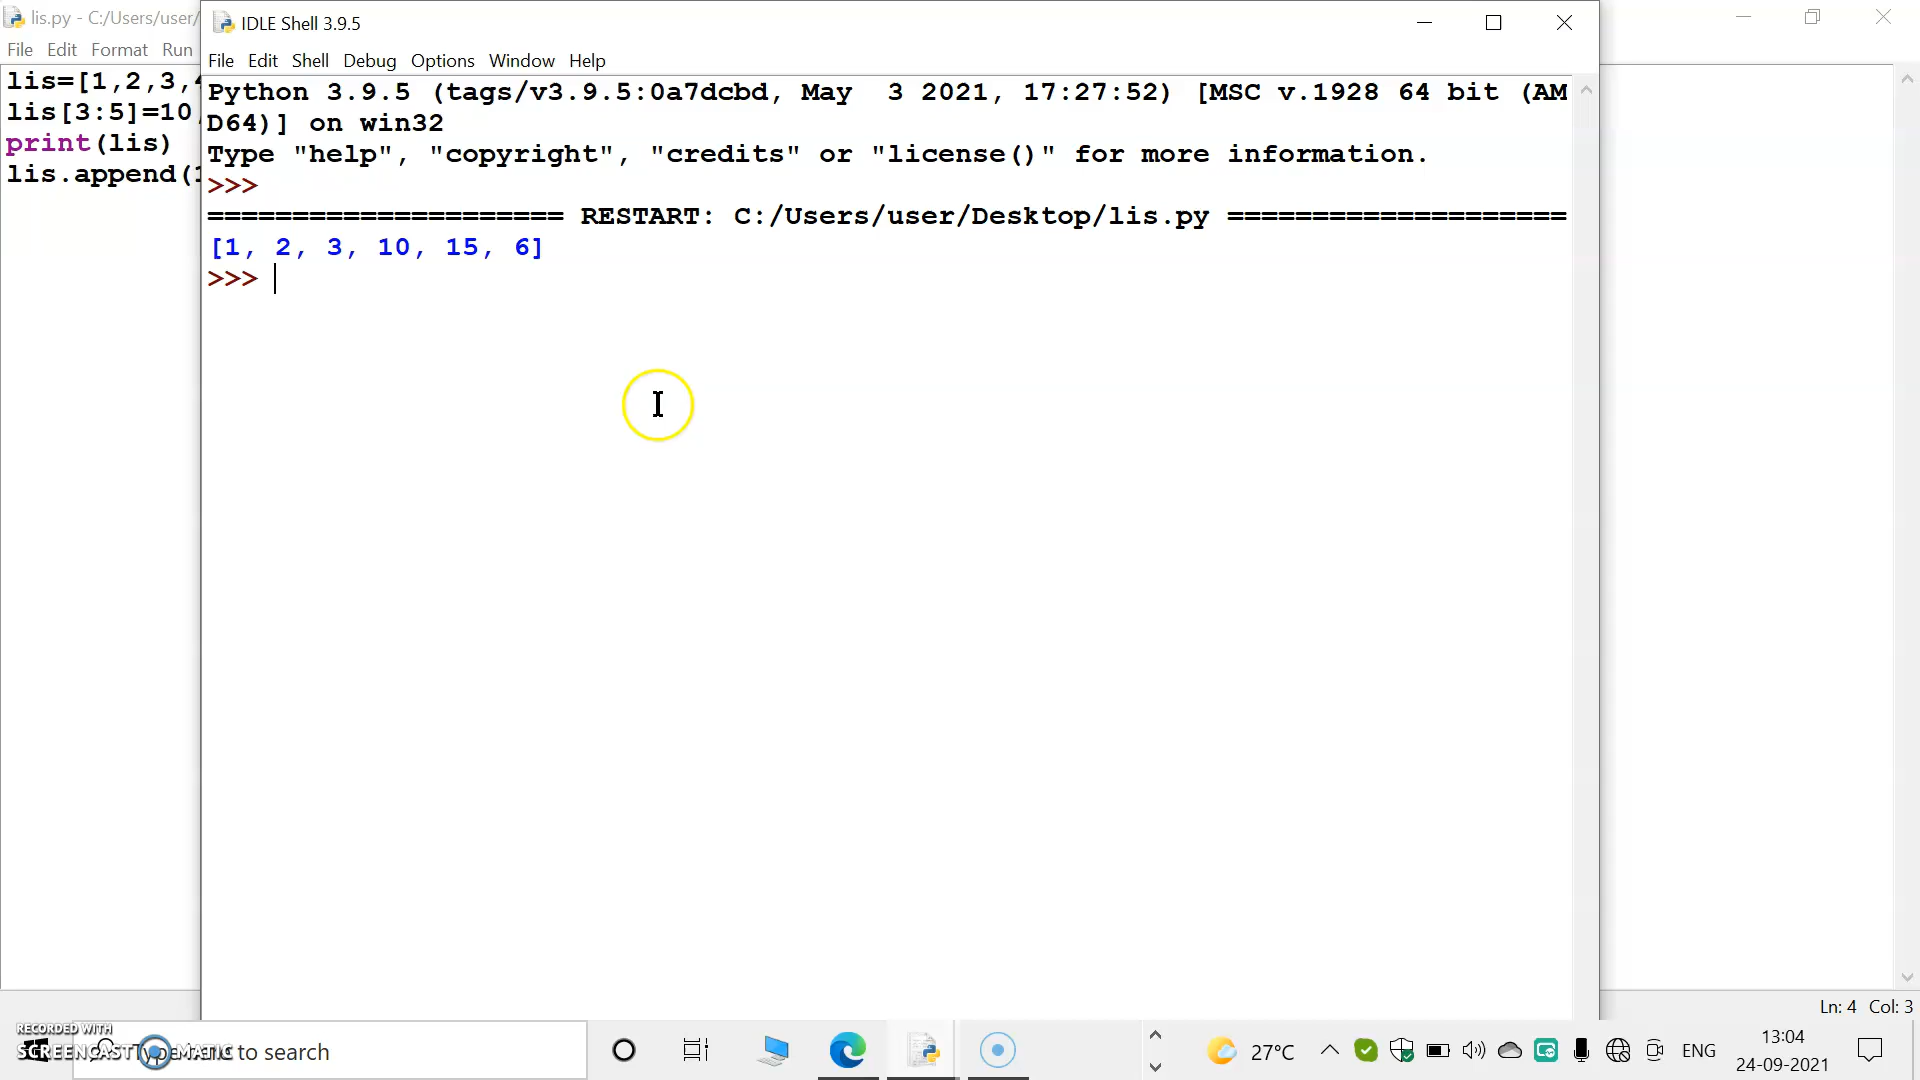 lis.py - C:/Users/user/
File Edit Format Run
lis=[1,2,3,
lis[3:5]=10
print(lis)
lis.append(
IDLE Shell 3.9.5
File Edit Shell Debug Options Window Help
Python 3.9.5 (tags/v3.9.5:0a7dcbd, May  3 2021, 17:27:52) [MSC v.1928 64 bit (AM
D64)] on win32
Type "help", "copyright", "credits" or "license()" for more information.
>>>
===================== RESTART: C:/Users/user/Desktop/lis.py ====================
[1, 2, 3, 10, 15, 6]
>>>
Ln: 4 Col: 3
RECORDED WITH
SCREENCAST MATIC
Type here to search
27°C
ENG
13:04
24-09-2021